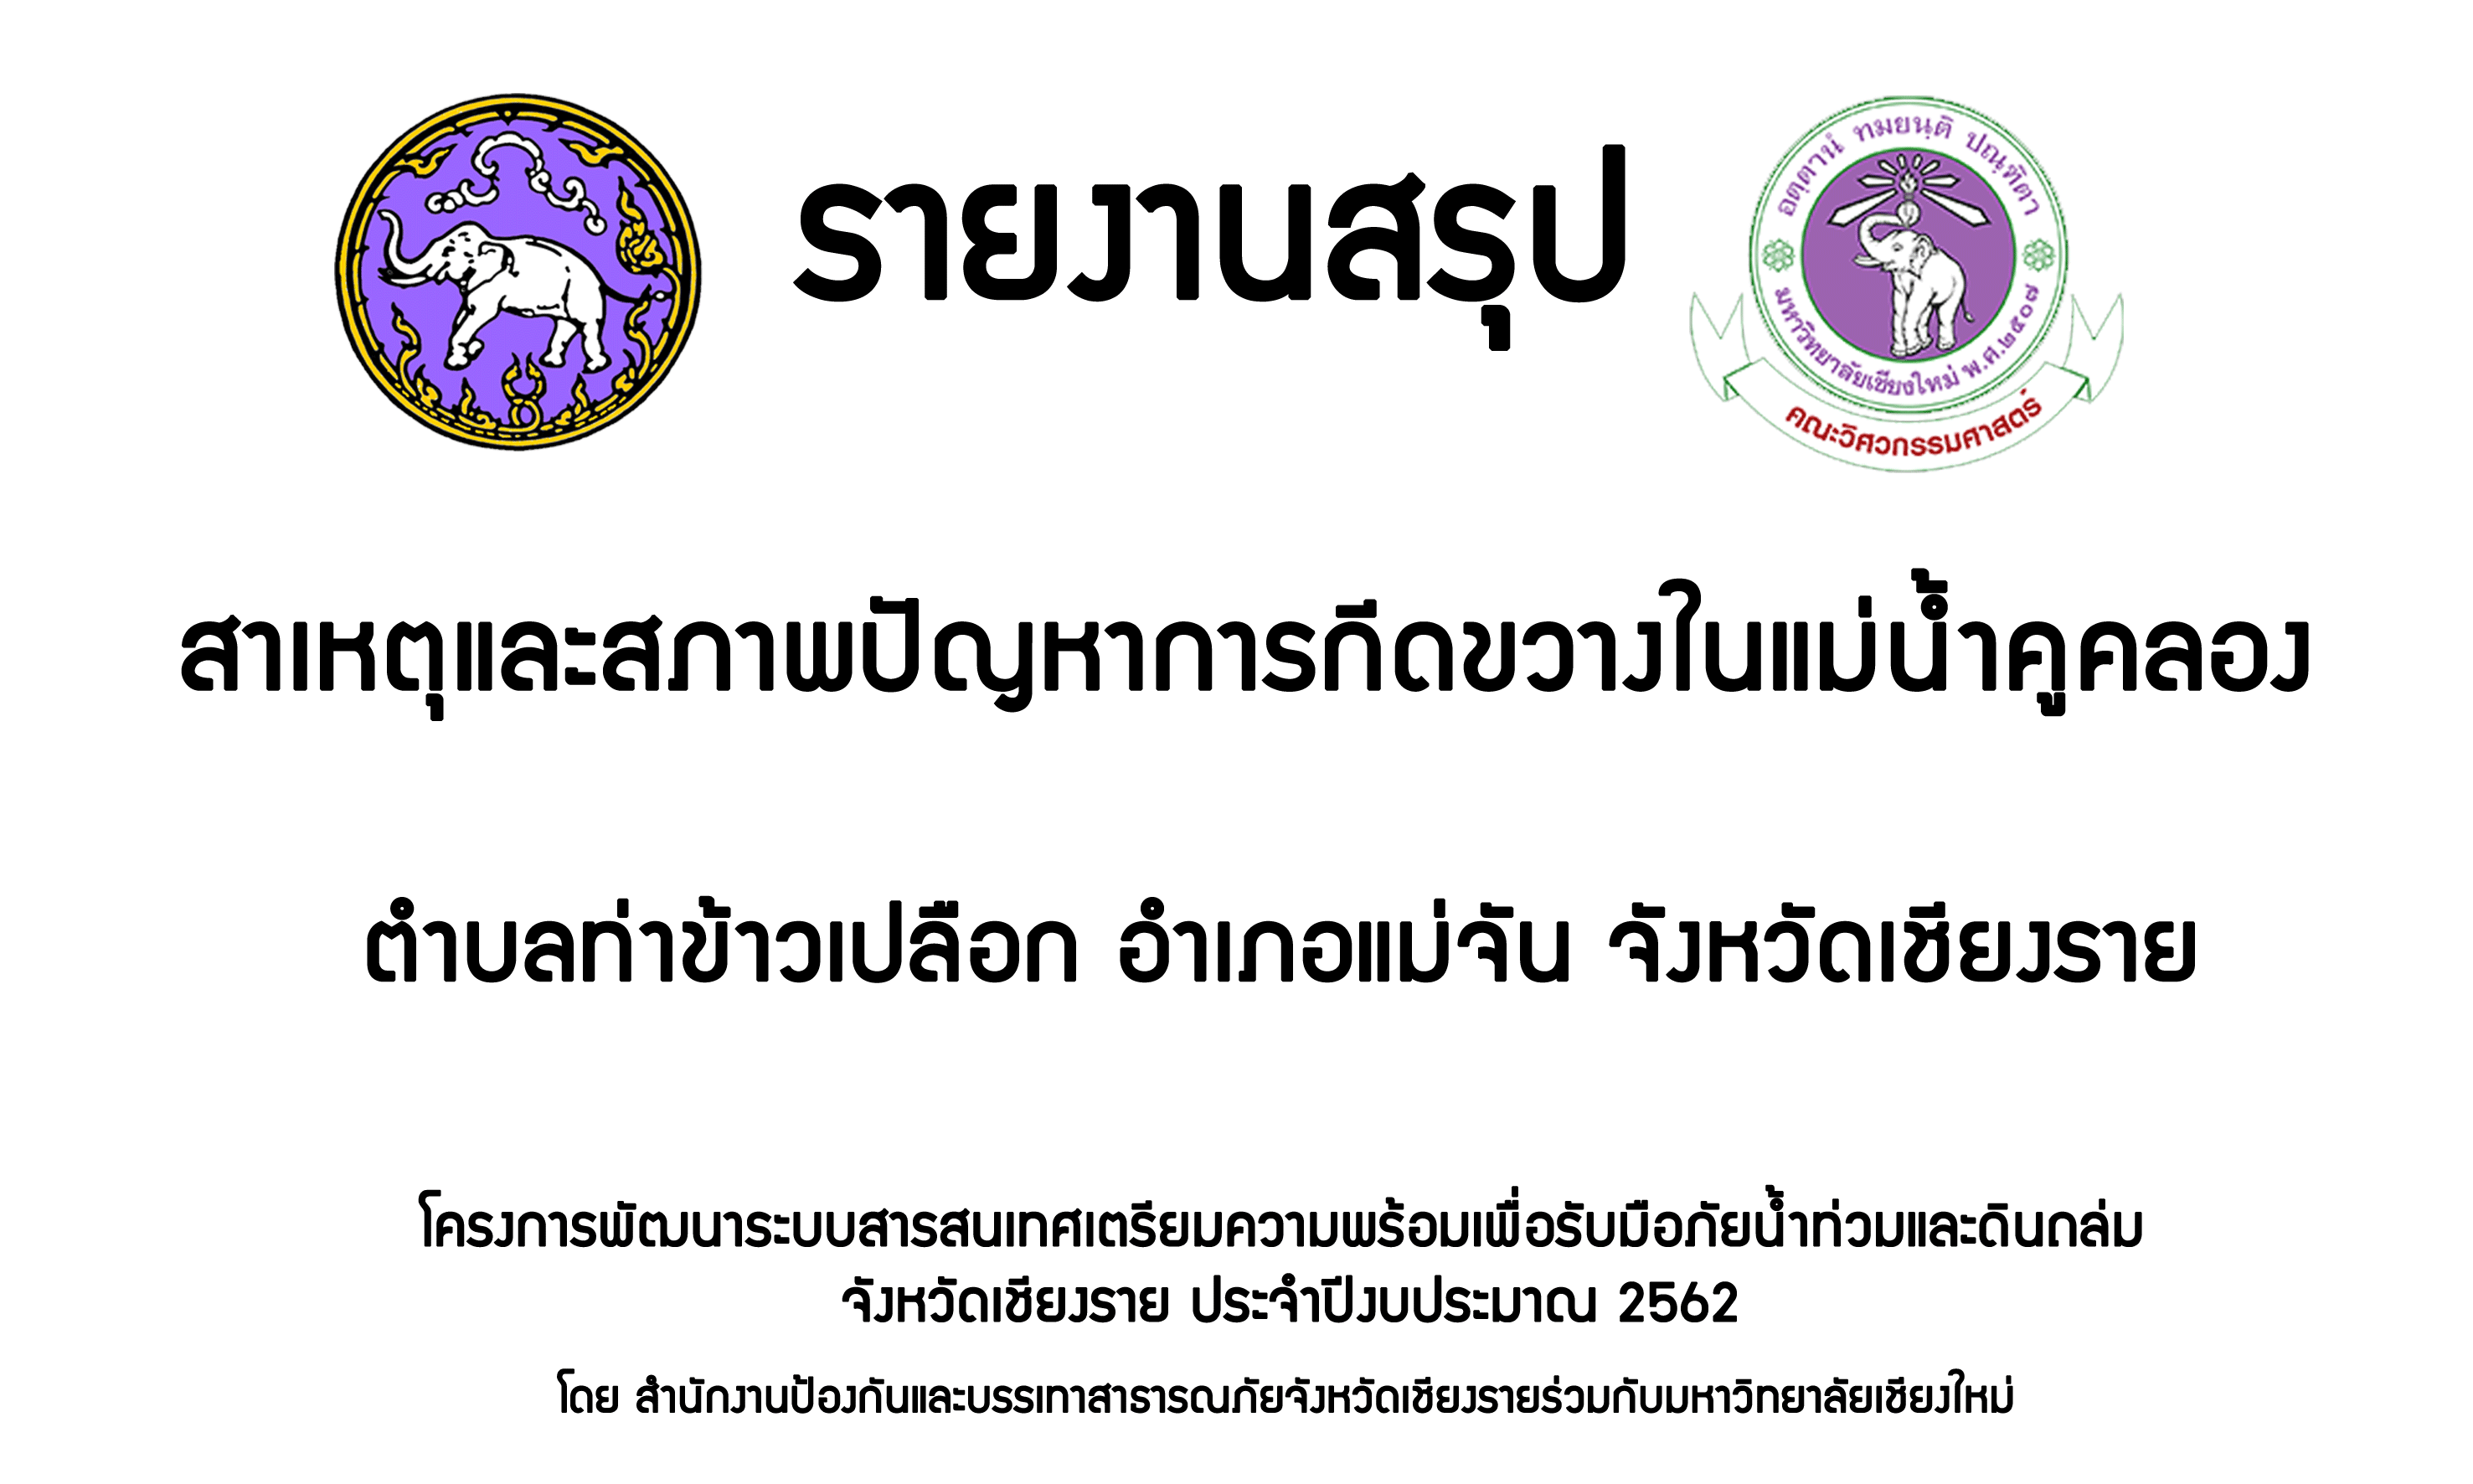 รายงานสรุป
อตฺตานํ ทมยนฺติ ปณฺฑิตา
มหาวิทยาลัยเชียงใหม่ พ.ศ.๒๕๐๗
คณะวิศวกรรมศาสตร์
สาเหตุและสภาพปัญหาการกีดขวางในแม่น้ำคูคลอง
ตำบลท่าข้าวเปลือก อำเภอแม่จัน จังหวัดเชียงราย
โครงการพัฒนาระบบสารสนเทศเตรียมความพร้อมเพื่อรับมือภัยน้ำท่วมและดินถล่ม
จังหวัดเชียงราย ประจำปีงบประมาณ 2562
โดย สำนักงานป้องกันและบรรเทาสาธารณภัยจังหวัดเชียงรายร่วมกับมหาวิทยาลัยเชียงใหม่